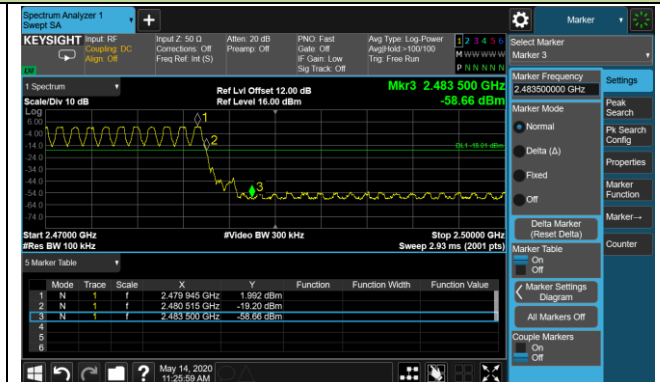 Spectrum Analyzer 1
Swept SA
+
Marker
KEYSIGHT
Input: RF
Coupling: DC
Align: Off
Input Z: 50 Ω
Corrections: Off
Freq Ref: Int (S)
Atten: 20 dB
Preamp: Off
PNO: Fast
Gate: Off
IF Gain: Low
Sig Track: Off
Avg Type: Log-Power
Avg|Hold:>100/100
Trig: Free Run
1 2 3 4 5 6
M W W W W W
P N N N N N
Select Marker
Marker 3
1 Spectrum
Scale/Div 10 dB
Log
Ref Lvl Offset 12.00 dB
Ref Level 16.00 dBm
Mkr3 2.483 500 GHz
-58.66 dBm
6.00
-4.00
-14.0
-24.0
-34.0
-44.0
-54.0
-64.0
-74.0
1
2
3
DL1 -18.01 dBm
Start 2.47000 GHz
#Res BW 100 kHz
#Video BW 300 kHz
Stop 2.50000 GHz
Sweep 2.93 ms (2001 pts)
5 Marker Table
Mode Trace Scale X Y Function Function Width Function Value
1 N 1 f 2.479 945 GHz 1.992 dBm
2 N 1 f 2.480 515 GHz -19.20 dBm
3 N 1 f 2.483 500 GHz -58.66 dBm
4
5
6
Marker Frequency
2.483500000 GHz
Marker Mode
Normal
Delta (Δ)
Fixed
Off
Delta Marker
(Reset Delta)
Marker Table
On
Off
Marker Settings
Diagram
All Markers Off
Couple Markers
On
Off
Settings
Peak
Search
Pk Search
Config
Properties
Marker
Function
Marker→
Counter
?
May 14, 2020
11:25:59 AM